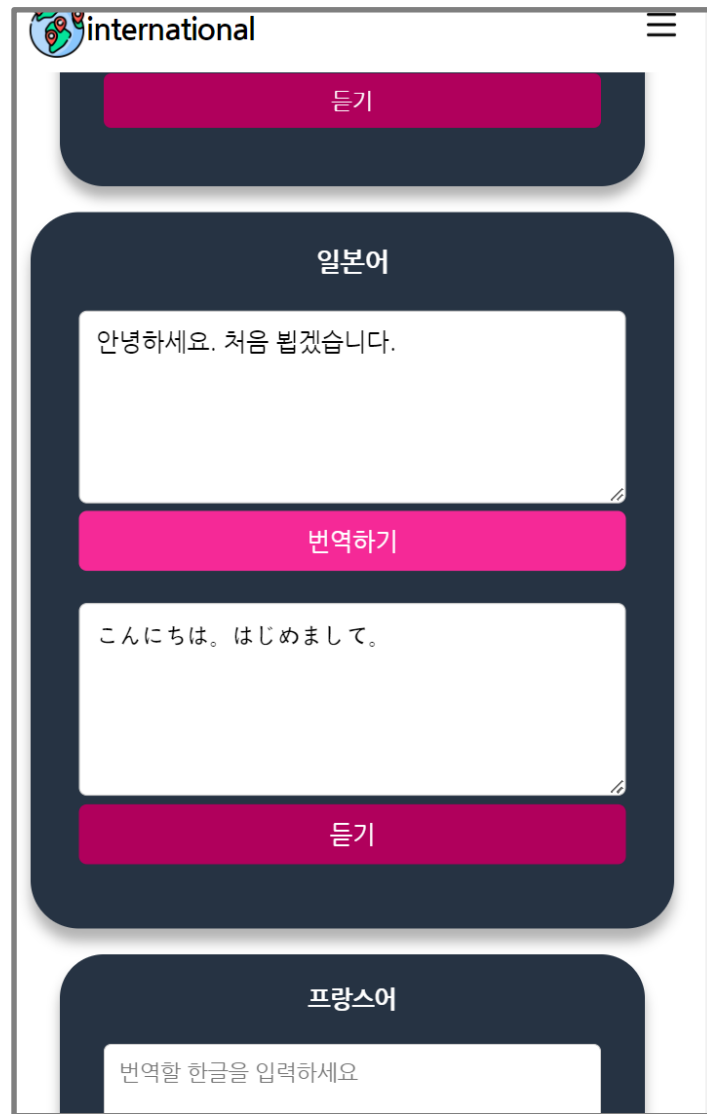 international
듣기
일본어
안녕하세요. 처음 뵙겠습니다.
번역하기
こんにちは。はじめまして。
듣기
프랑스어
번역할 한글을 입력하세요